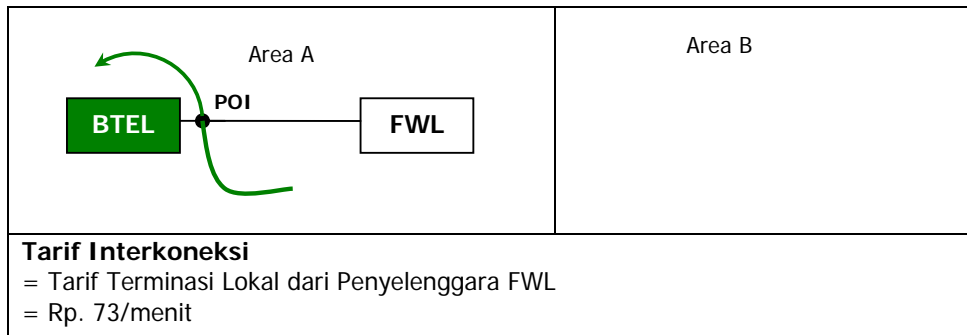 Area A
Area B
POI
BTEL
FWL
Tarif Interkoneksi
= Tarif Terminasi Lokal dari Penyelenggara FWL
= Rp. 73/menit